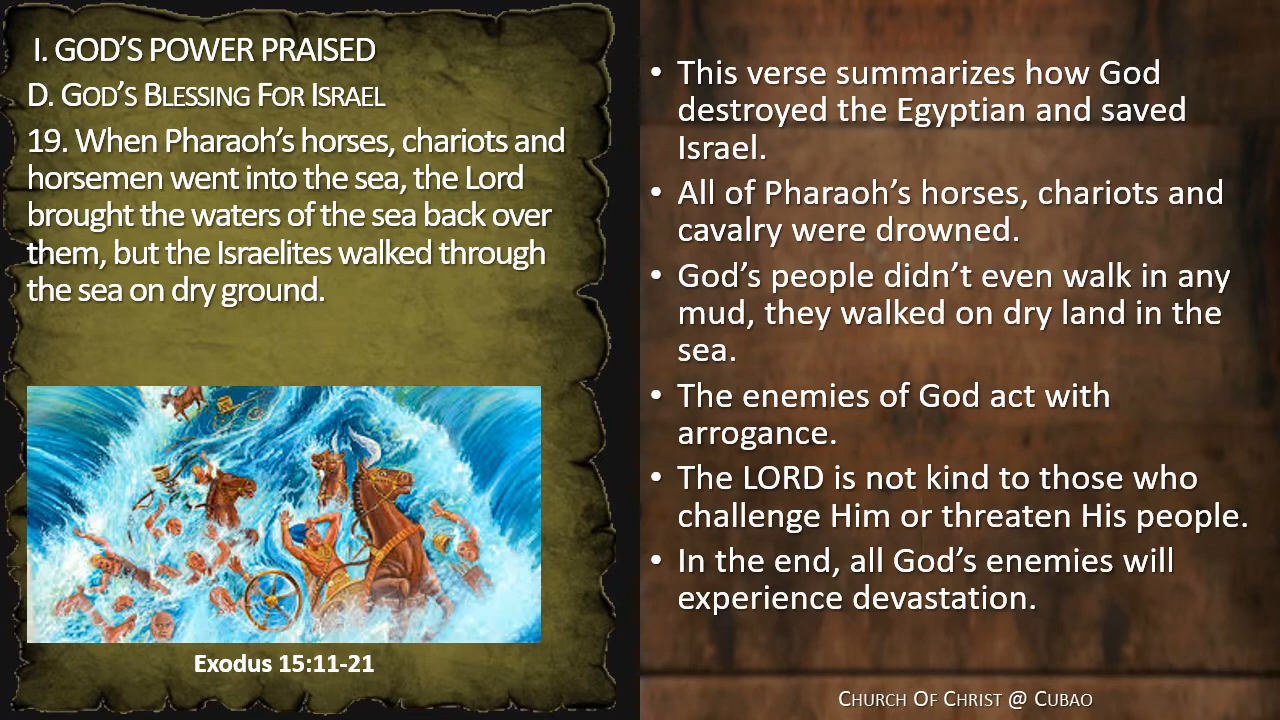 I. GOD’S POWER PRAISED
D. GOD’S BLESSING FOR ISRAEL
19. When Pharaoh’s horses, chariots and
horsemen went into the sea, the Lord
brought the waters of the sea back over
them, but the Israelites walked through
the sea on dry ground.
Exodus 15:11-21
• This verse summarizes how God
destroyed the Egyptian and saved
Israel.
• All of Pharaoh’s horses, chariots and
cavalry were drowned.
• God’s people didn’t even walk in any
mud, they walked on dry land in the
sea.
• The enemies of God act with
arrogance.
• The LORD is not kind to those who
challenge Him or threaten His people.
• In the end, all God’s enemies will
experience devastation.
CHURCH OF CHRIST @ CUBAO